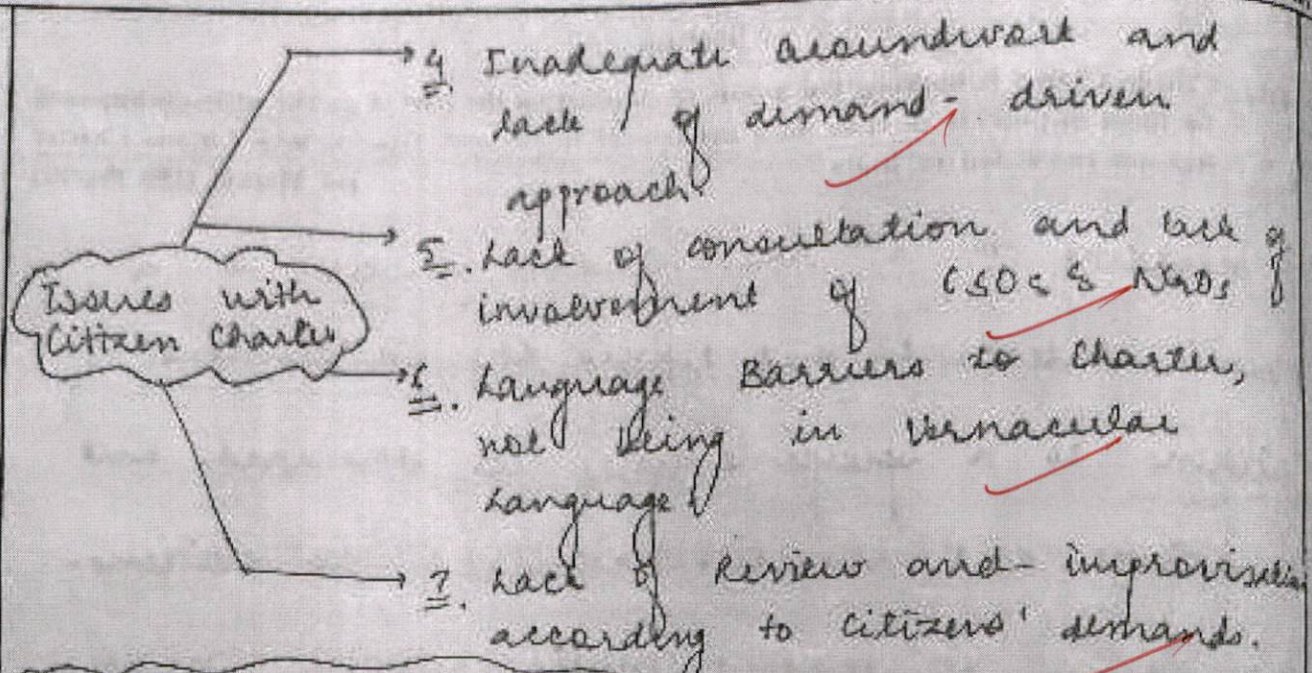 4. Inadequate groundwork and
lack of demand-driven
approach.
Issues with
Citizen Charter
5. Lack of consultation and lack of
involvement of CSOs & NGOs
6. Language Barriers to Charter,
not being in Vernacular
Language.
7. Lack of Review and improvisation
according to citizens' demands.